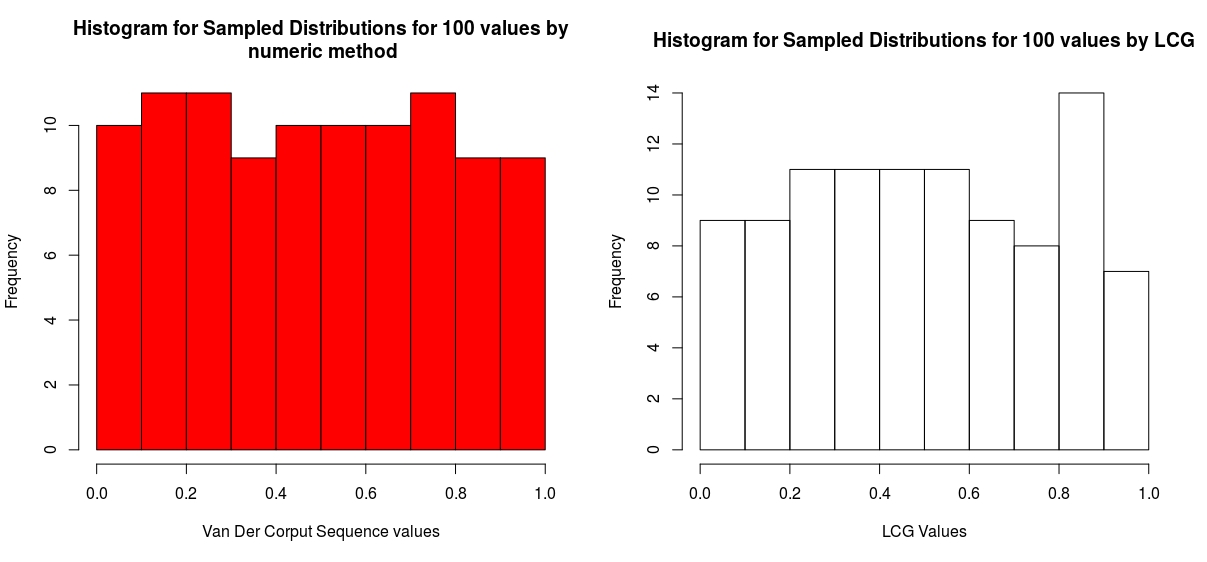 Histogram for Sampled Distributions for 100 values by
numeric method
Frequency
0 2 4 6 8 10
0.0 0.2 0.4 0.6 0.8 1.0
Van Der Corput Sequence values
Histogram for Sampled Distributions for 100 values by LCG
Frequency
0 2 4 6 8 10 12 14
0.0 0.2 0.4 0.6 0.8 1.0
LCG Values